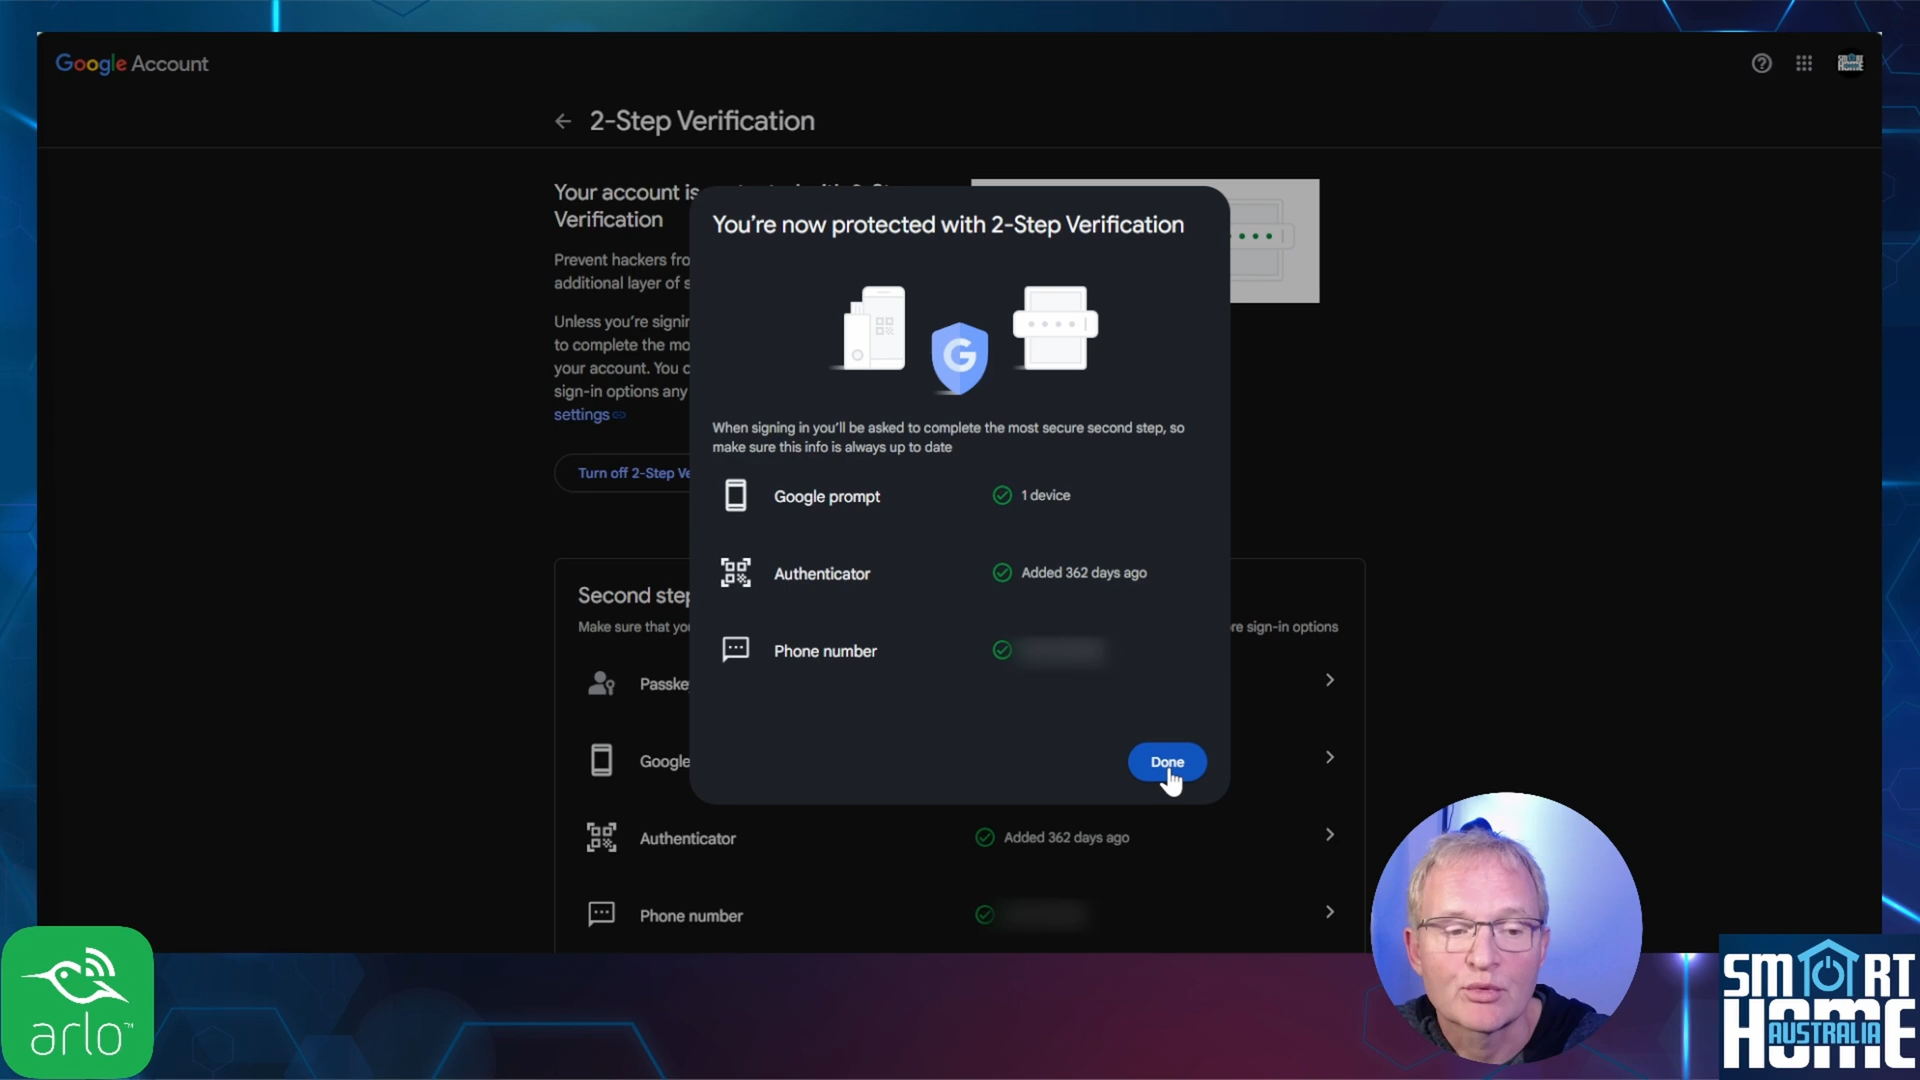 Google Account
2-Step Verification
Your account is
Verification
Prevent hackers fro
additional layer of s
Unless you're signin
to complete the mo
your account. You c
sign-in options any
settings
Turn off 2-Step Ve
You're now protected with 2-Step Verification
When signing in you'll be asked to complete the most secure second step, so
make sure this info is always up to date
Google prompt
1 device
Authenticator
Added 362 days ago
Phone number
Done
Second step
Make sure that you
re sign-in options
Passke
Google
Authenticator
Added 362 days ago
Phone number
arlo™
SMART
HOME
AUSTRALIA